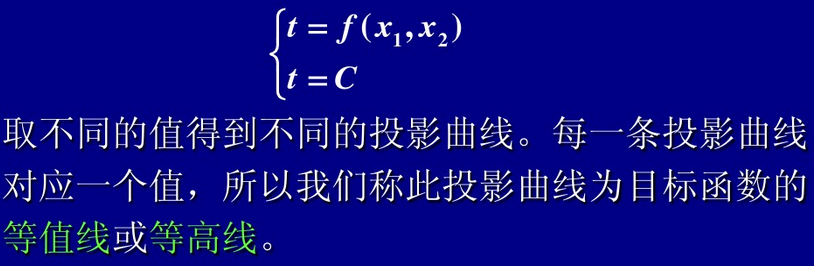 t = f(x₁,x₂)
t = C
取不同的值得到不同的投影曲线。每一条投影曲线
对应一个值，所以我们称此投影曲线为目标函数的
等值线或等高线。